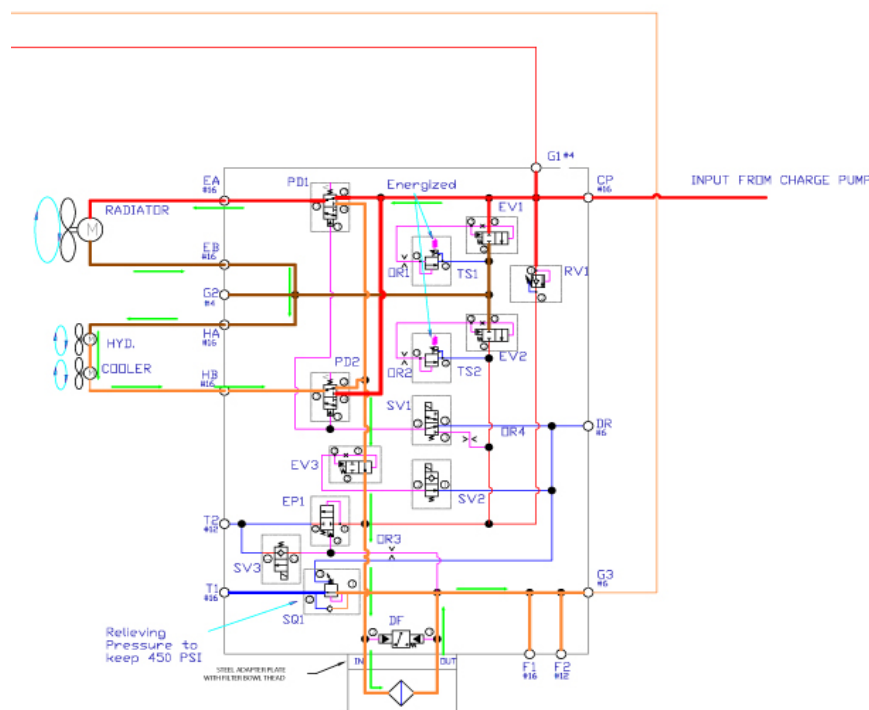 G1 #4
EA
#16
PD1
Energized
CP
#16
INPUT FROM CHARGE PUMP
EV1
RADIATOR
M
OR1
TS1
RV1
EB
#16
G2
#4
HA
#16
HYD.
COOLER
PD2
EV2
OR2
TS2
HB
#16
SV1
OR4
DR
#6
EV3
SV2
EP1
T2
#12
OR3
SV3
T1
#16
G3
#6
SQ1
DF
Relieving
Pressure to
keep 450 PSI
STEEL ADAPTER PLATE
WITH FILTER BOWL THEAD
IN
OUT
F1
#16
F2
#12